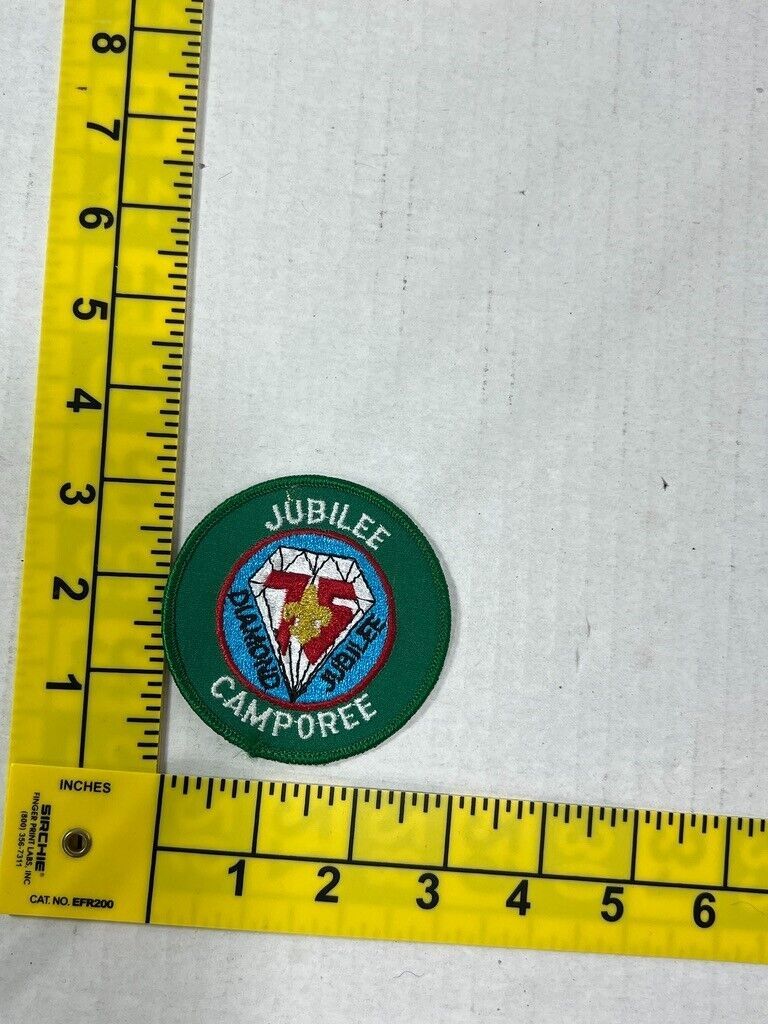 8
7
6
5
4
3
2
1
JUBILEE
75
DIAMOND
JUBILEE
CAMPOREE
INCHES
SIRCHIE®
FINGER PRINT LABS, INC
(800) 356-7311
CAT. NO. EFR200
1 2 3 4 5 6